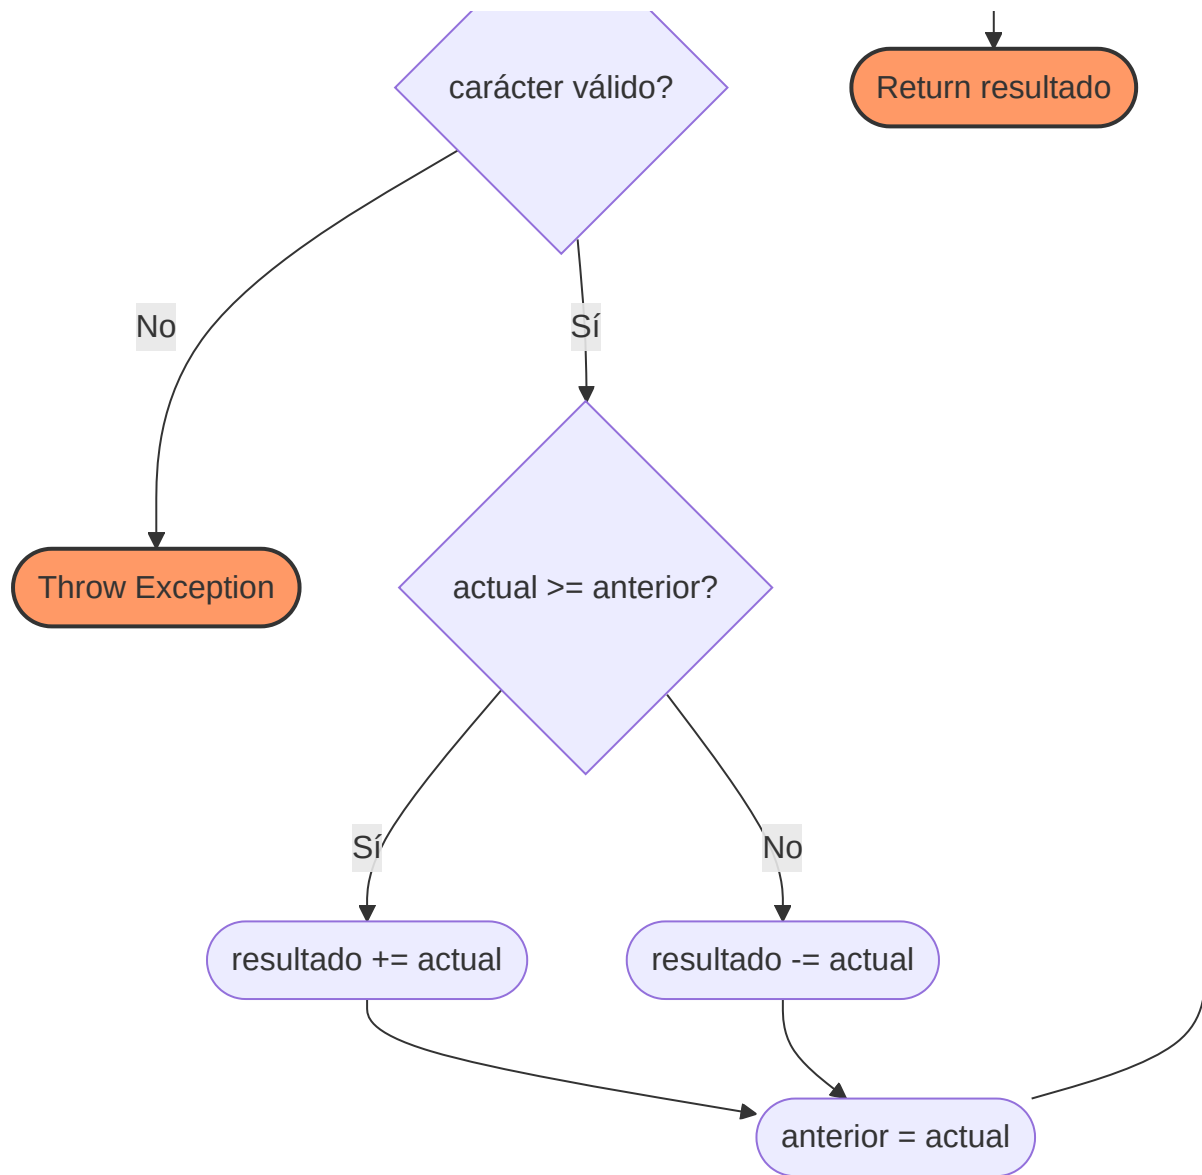 carácter válido?
Return resultado
No
Sí
Throw Exception
actual >= anterior?
Sí
No
resultado += actual
resultado -= actual
anterior = actual